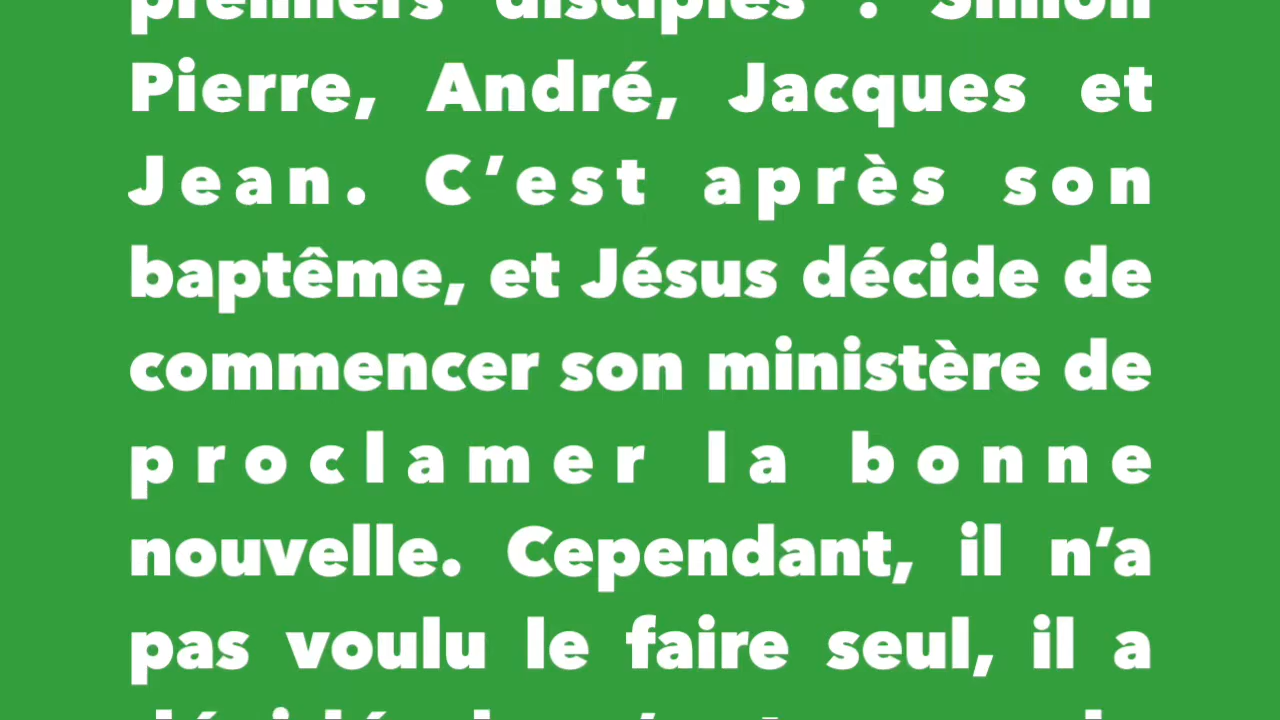 premiers disciples : Simon
Pierre, André, Jacques et
Jean. C’est après son
baptême, et Jésus décide de
commencer son ministère de
proclamer la bonne
nouvelle. Cependant, il n’a
pas voulu le faire seul, il a